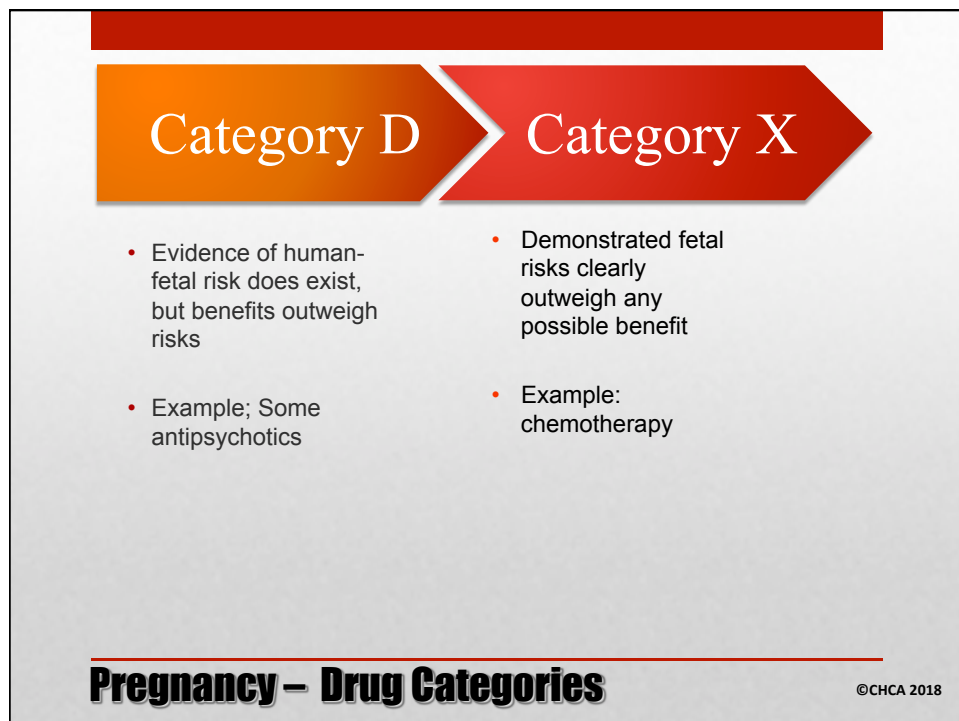 Category D
Category X
• Evidence of human-
fetal risk does exist,
but benefits outweigh
risks
• Example; Some
antipsychotics
• Demonstrated fetal
risks clearly
outweigh any
possible benefit
• Example:
chemotherapy
Pregnancy – Drug Categories
©CHCA 2018